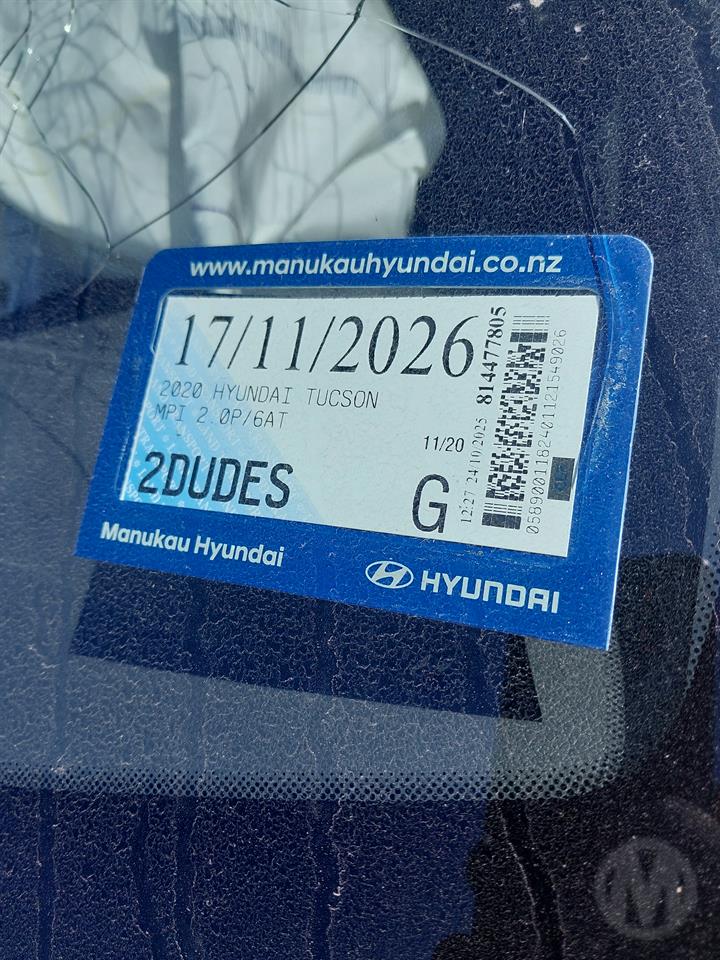 www.manukauhyundai.co.nz
17/11/2026
2020 HYUNDAI TUCSON
MPI 2.0P/6AT
11/20
2DUDES
G
12:27 24/10/2025
814477805
0589001182401121549026
Manukau Hyundai
HYUNDAI
M